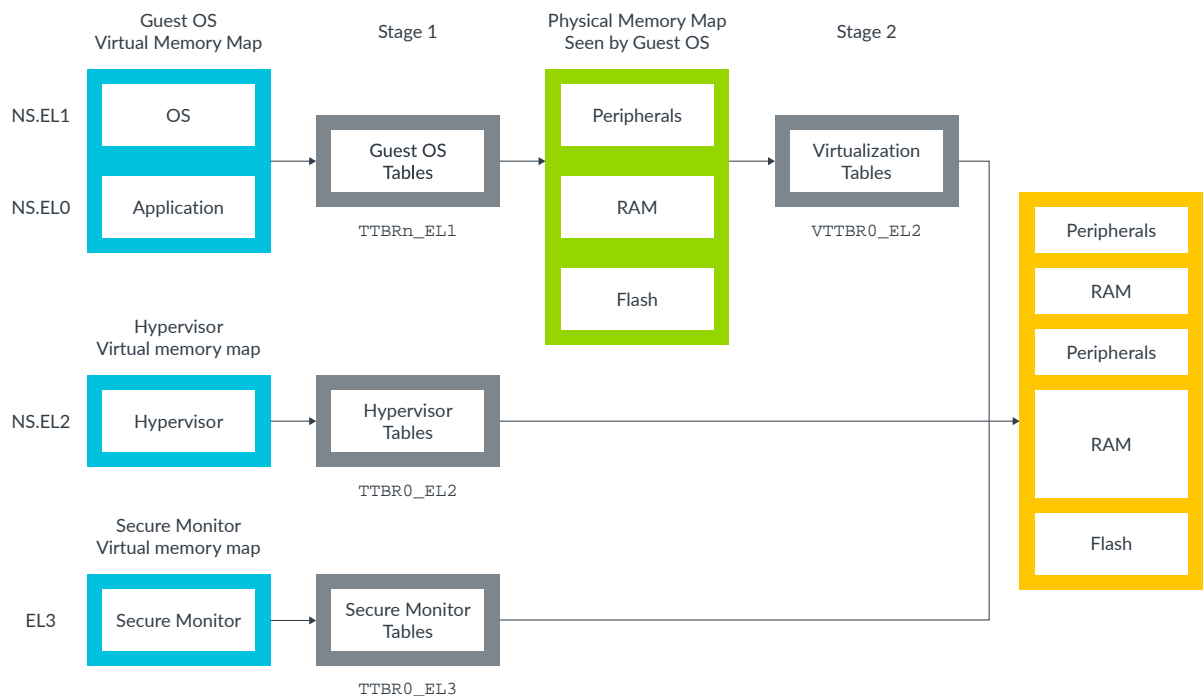 Guest OS
Virtual Memory Map
Stage 1
Physical Memory Map
Seen by Guest OS
Stage 2
NS.EL1
OS
Guest OS
Tables
Peripherals
Virtualization
Tables
NS.EL0
Application
TTBRn_EL1
RAM
VTTBR0_EL2
Flash
Peripherals
RAM
Peripherals
RAM
Flash
Hypervisor
Virtual memory map
NS.EL2
Hypervisor
Hypervisor
Tables
TTBR0_EL2
Secure Monitor
Virtual memory map
EL3
Secure Monitor
Secure Monitor
Tables
TTBR0_EL3